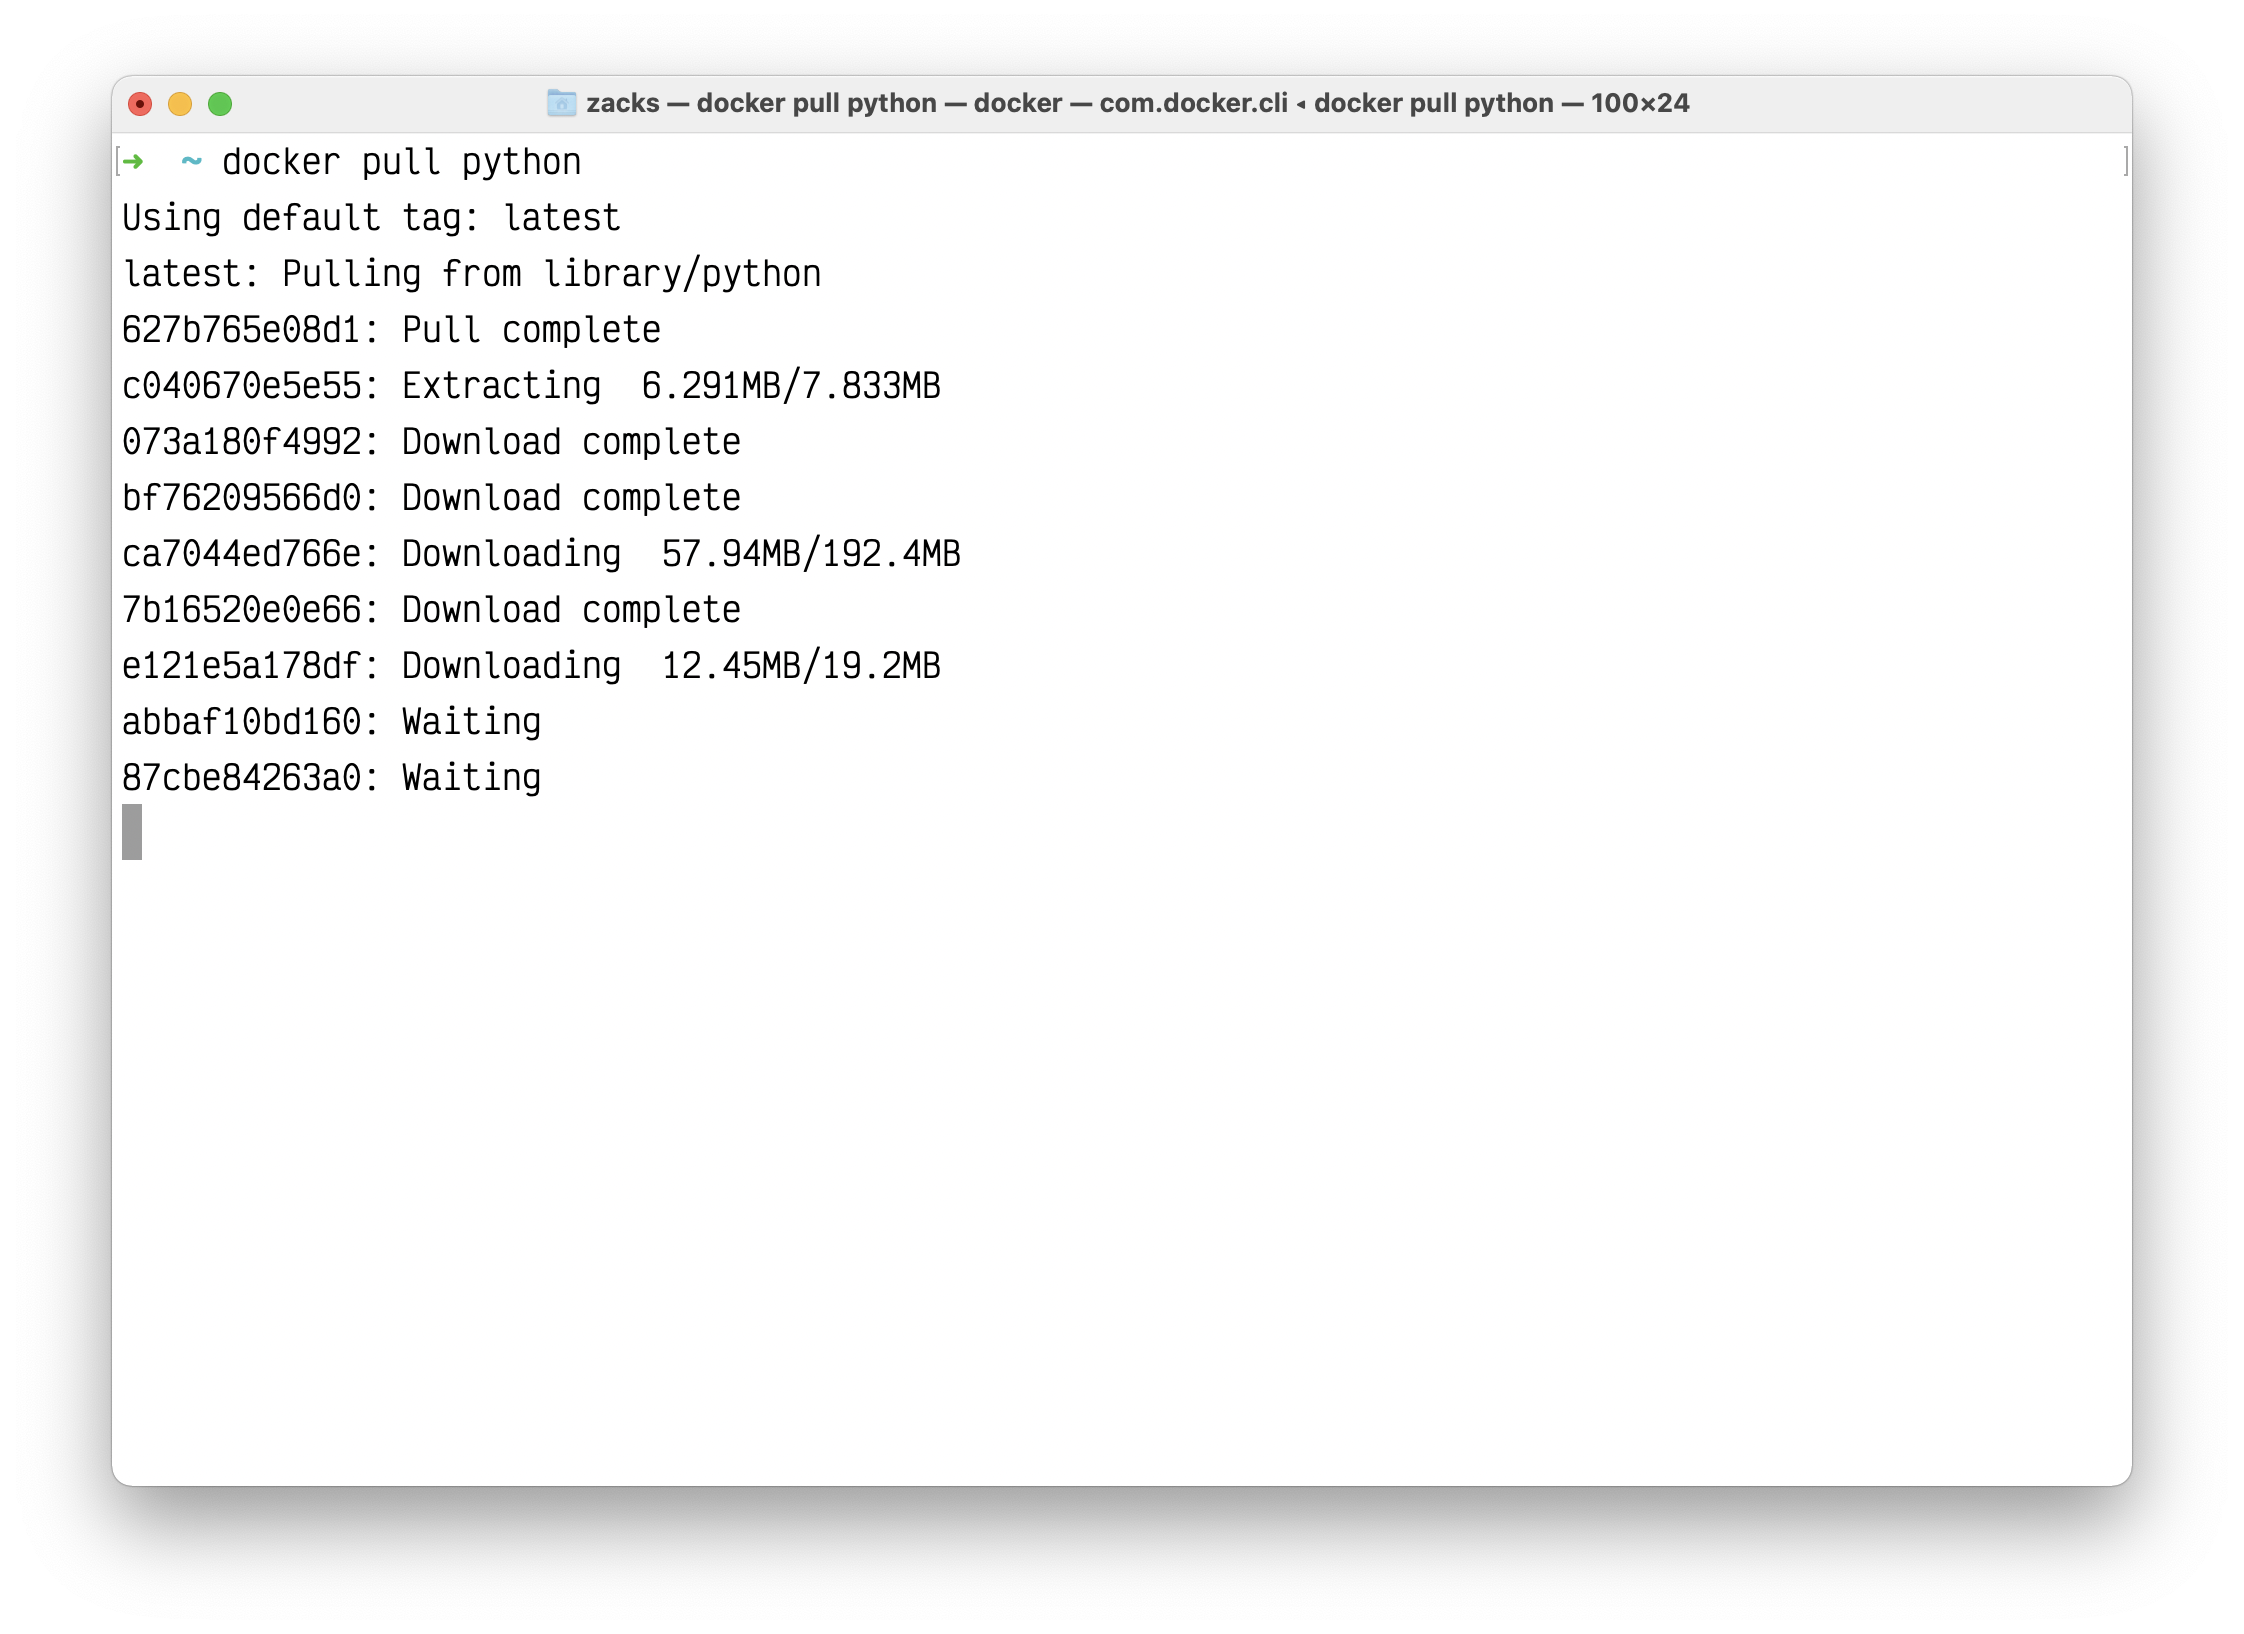 zacks — docker pull python — docker — com.docker.cli ◂ docker pull python — 100×24
[➜  ~ docker pull python ]
Using default tag: latest
latest: Pulling from library/python
627b765e08d1: Pull complete
c040670e5e55: Extracting  6.291MB/7.833MB
073a180f4992: Download complete
bf76209566d0: Download complete
ca7044ed766e: Downloading  57.94MB/192.4MB
7b16520e0e66: Download complete
e121e5a178df: Downloading  12.45MB/19.2MB
abbaf10bd160: Waiting
87cbe84263a0: Waiting